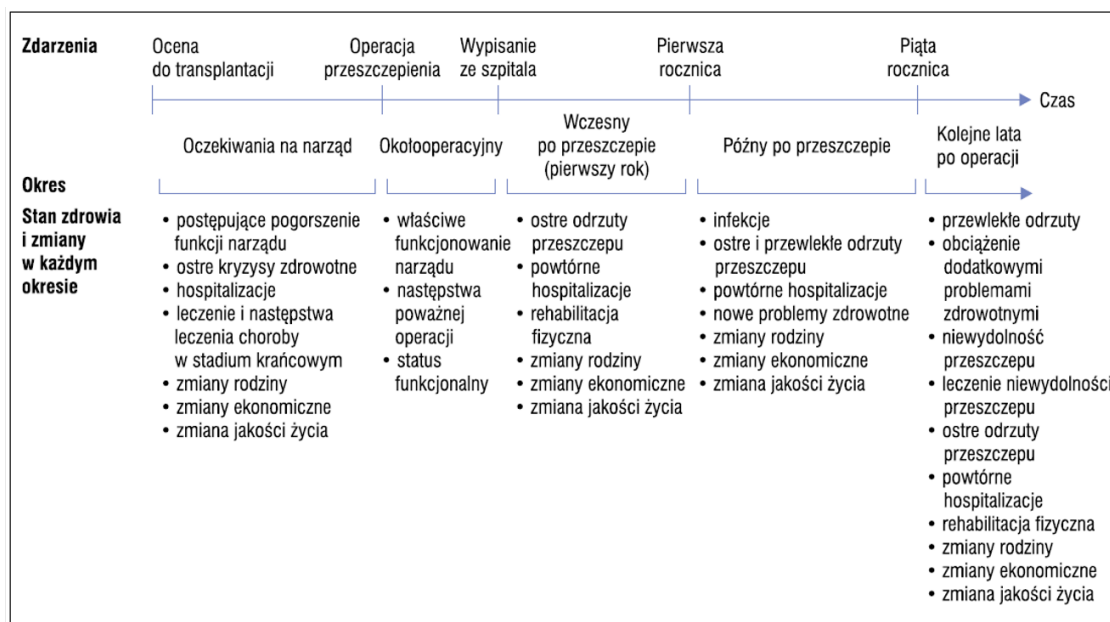 Zdarzenia
Ocena
do transplantacji
Operacja
przeszczepienia
Wypisanie
ze szpitala
Pierwsza
rocznica
Piąta
rocznica
Czas
Okres
Oczekiwania na narząd
Okołooperacyjny
Wczesny
po przeszczepie
(pierwszy rok)
Późny po przeszczepie
Kolejne lata
po operacji
Stan zdrowia
i zmiany
w każdym
okresie
• postępujące pogorszenie
funkcji narządu
• ostre kryzysy zdrowotne
• hospitalizacje
• leczenie i następstwa
leczenia choroby
w stadium krańcowym
• zmiany rodziny
• zmiany ekonomiczne
• zmiana jakości życia
• właściwe
funkcjonowanie
narządu
• następstwa
poważnej
operacji
• status
funkcjonalny
• ostre odrzuty
przeszczepu
• powtórne
hospitalizacje
• rehabilitacja
fizyczna
• zmiany rodziny
• zmiany ekonomiczne
• zmiana jakości życia
• infekcje
• ostre i przewlekłe odrzuty
przeszczepu
• powtórne hospitalizacje
• nowe problemy zdrowotne
• zmiany rodziny
• zmiany ekonomiczne
• zmiana jakości życia
• przewlekłe odrzuty
• obciążenie
dodatkowymi
problemami
zdrowotnymi
• niewydolność
przeszczepu
• leczenie niewydolności
przeszczepu
• ostre odrzuty
przeszczepu
• powtórne
hospitalizacje
• rehabilitacja fizyczna
• zmiany rodziny
• zmiany ekonomiczne
• zmiana jakości życia